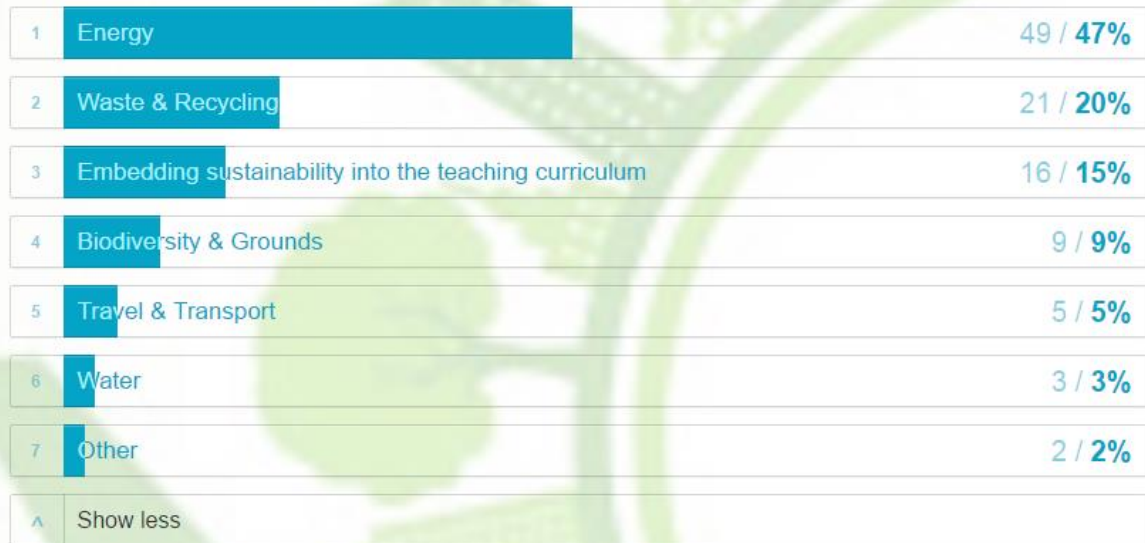 1 Energy 49 / 47%
2 Waste & Recycling 21 / 20%
3 Embedding sustainability into the teaching curriculum 16 / 15%
4 Biodiversity & Grounds 9 / 9%
5 Travel & Transport 5 / 5%
6 Water 3 / 3%
7 Other 2 / 2%
^ Show less